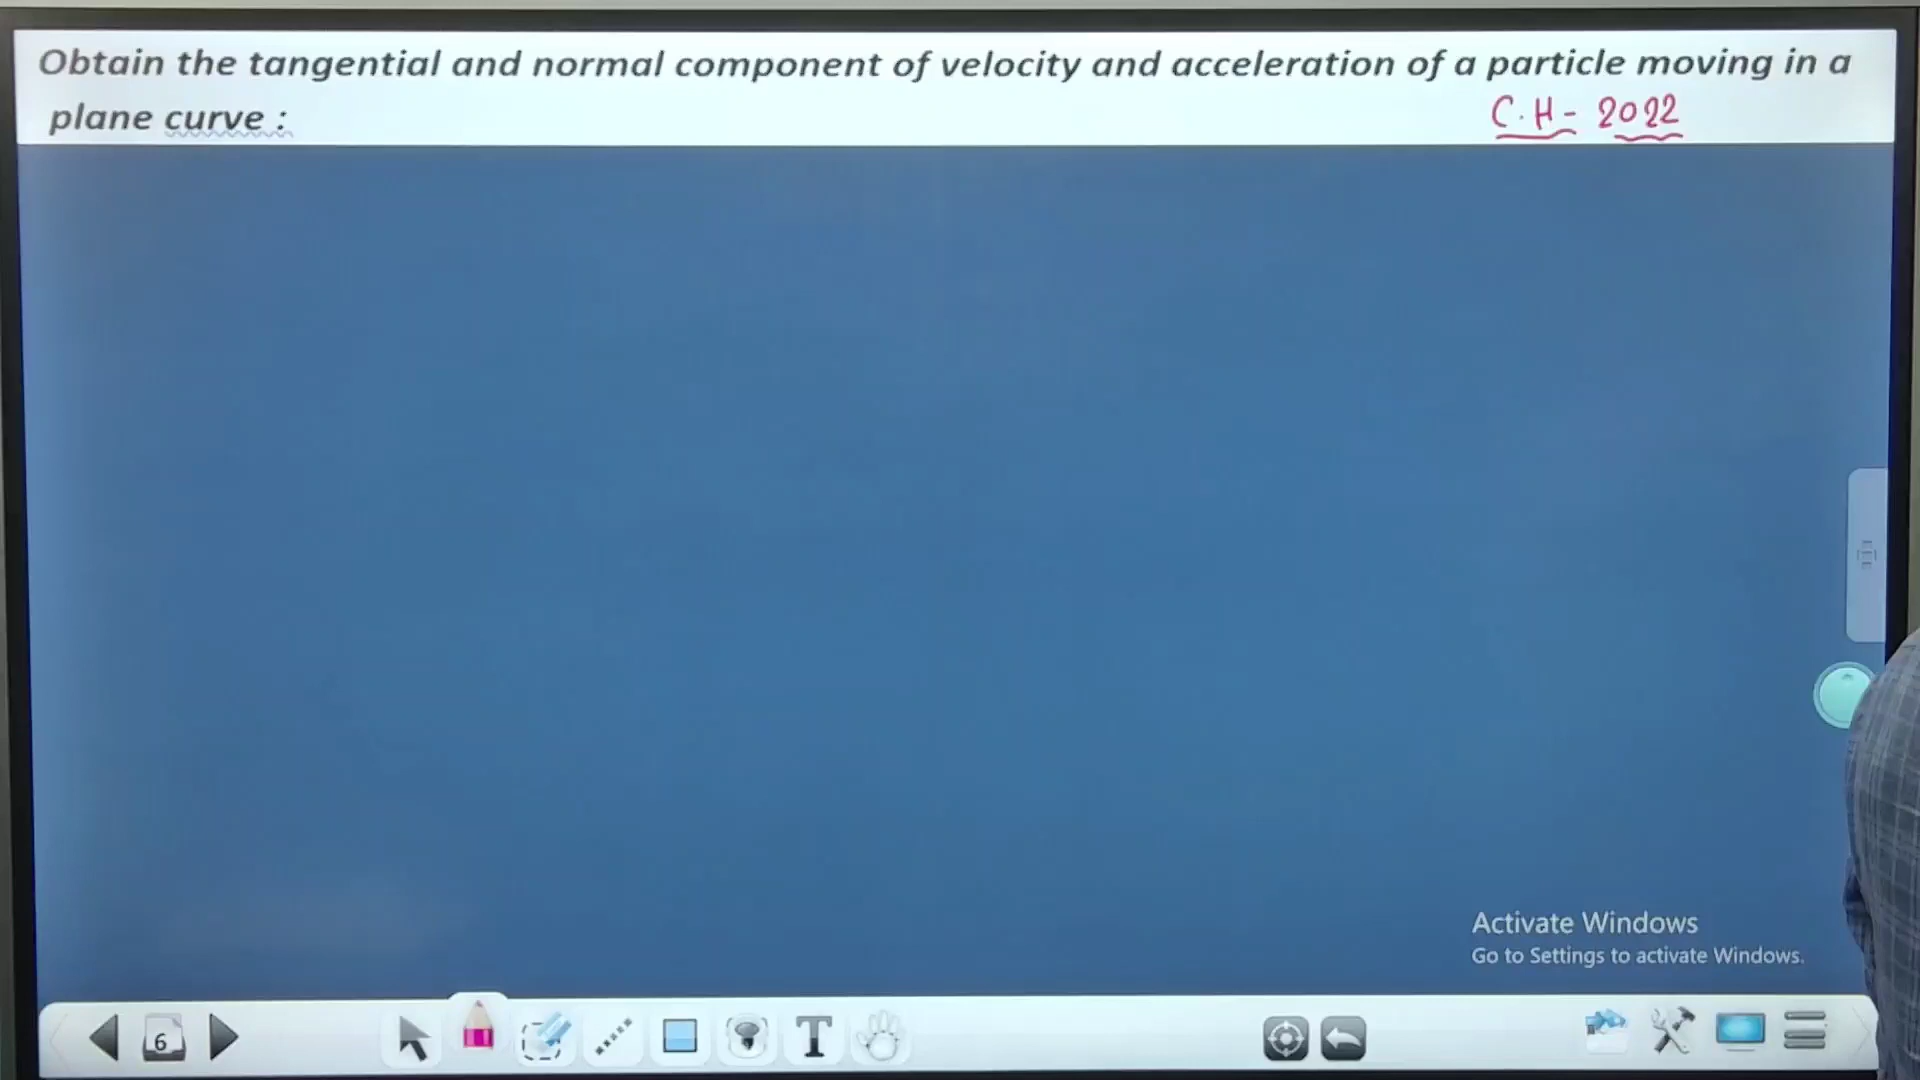 Obtain the tangential and normal component of velocity and acceleration of a particle moving in a
plane curve :
C.H- 2022
Activate Windows
Go to Settings to activate Windows.
6
T